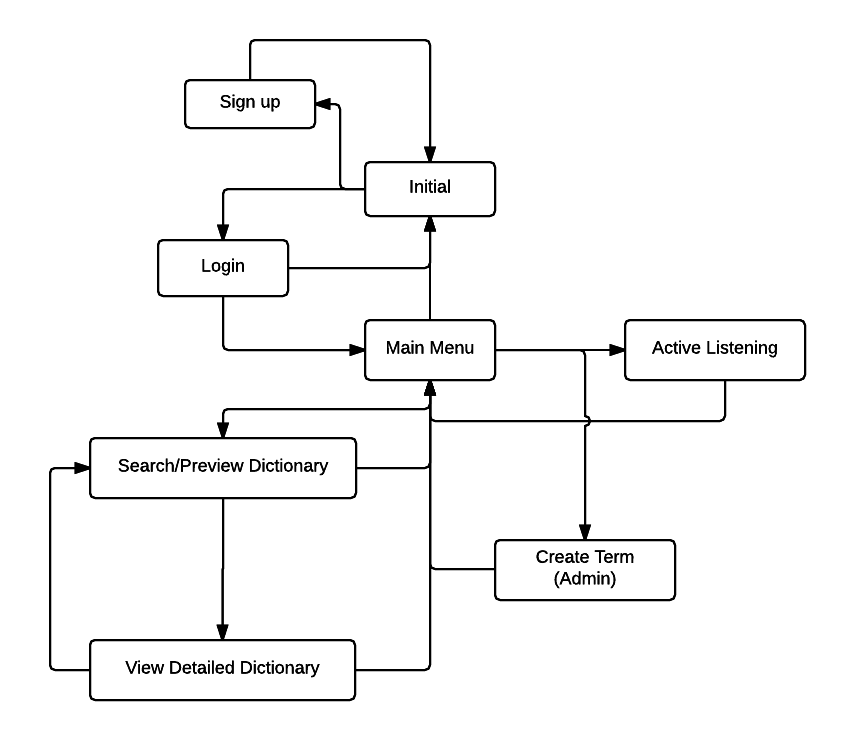 Sign up
Initial
Login
Main Menu
Active Listening
Search/Preview Dictionary
Create Term
(Admin)
View Detailed Dictionary